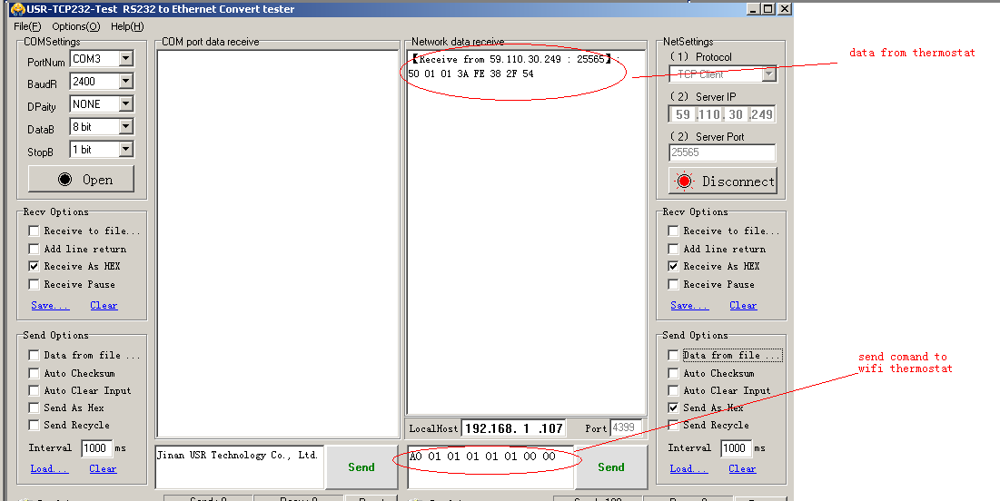 USR-TCP232-Test RS232 to Ethernet Convert tester
File(F) Options(O) Help(H)
COMSettings
PortNum COM3
BaudR 2400
DPaity NONE
DataB 8 bit
StopB 1 bit
Open
Recv Options
Receive to file...
Add line return
Receive As HEX
Receive Pause
Save... Clear
Send Options
Data from file ...
Auto Checksum
Auto Clear Input
Send As Hex
Send Recycle
Interval 1000 ms
Load... Clear
COM port data receive
Jinan USR Technology Co., Ltd.
Send
Network data receive
【Receive from 59.110.30.249 : 25565】:
50 01 01 3A FE 38 2F 54
LocalHost 192.168. 1 .107 Port 4399
A0 01 01 01 01 01 00 00
Send
NetSettings
(1) Protocol
TCP Client
(2) Server IP
59 .110 .30 .249
(2) Server Port
25565
Disconnect
Recv Options
Receive to file...
Add line return
Receive As HEX
Receive Pause
Save... Clear
Send Options
Data from file ...
Auto Checksum
Auto Clear Input
Send As Hex
Send Recycle
Interval 1000 ms
Load... Clear
data from thermostat
send comand to
wifi thermostat